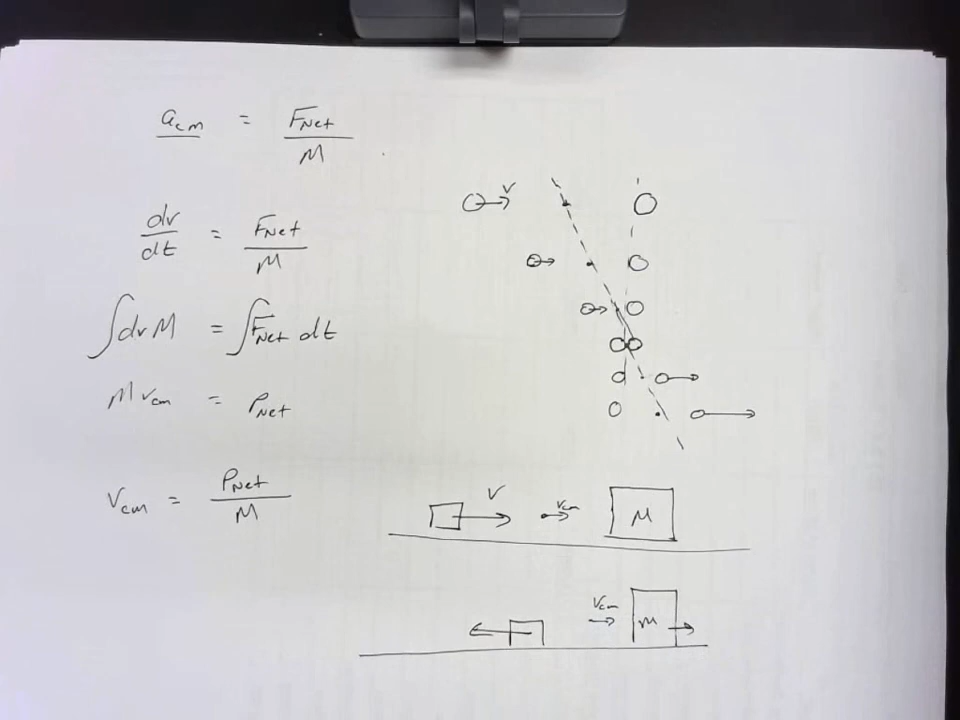 a_cm = F_Net / M
dv/dt = F_Net / M
∫dv M = ∫F_Net dt
M v_cm = P_Net
v_cm = P_Net / M
v
v
v_cm
M
v_cm
M